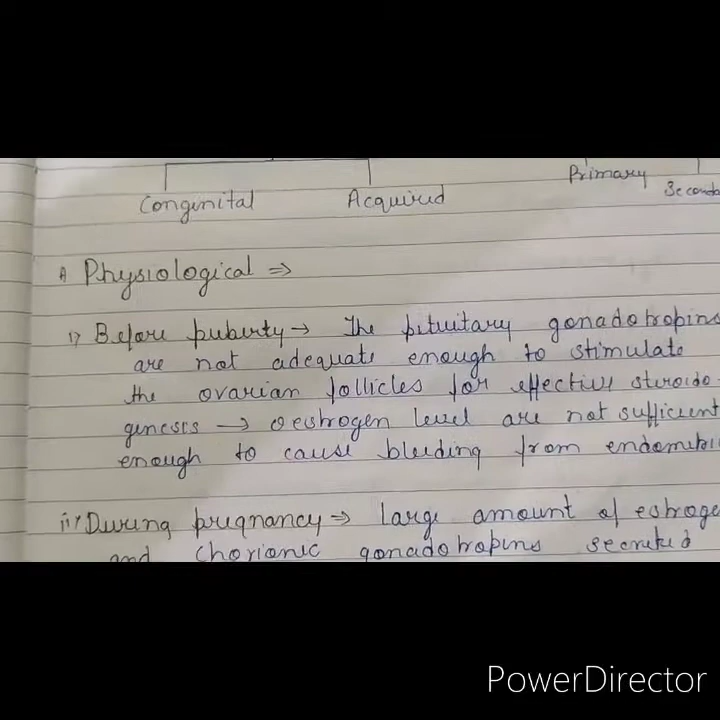 Primary
Congenital Acquired Seconda
A Physiological ⇒
i) Before puberty → The pituitary gonadotropins
are not adequate enough to stimulate
the ovarian follicles for effective steroido-
genesis → oestrogen level are not sufficient
enough to cause bleeding from endometri
ii) During pregnancy ⇒ large amount of estroge
and chorionic gonadotropins secreted
PowerDirector